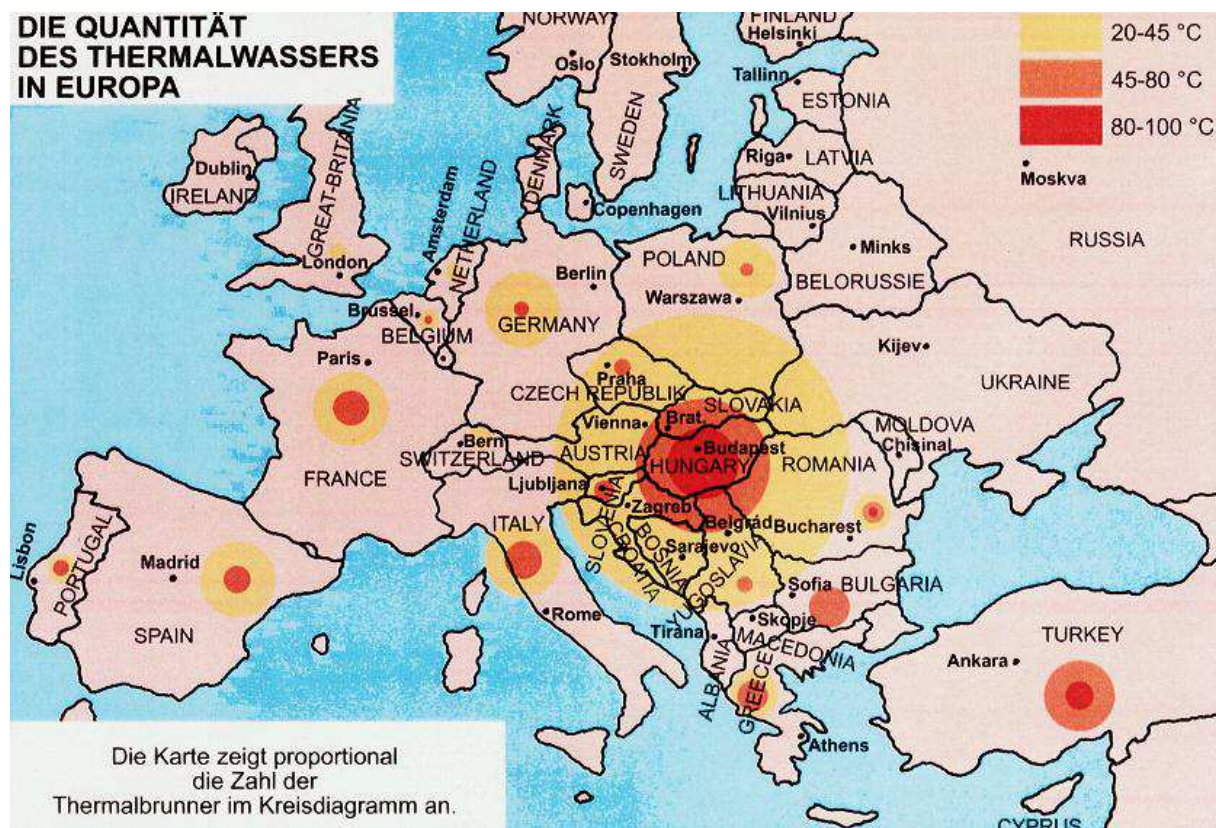 DIE QUANTITÄT
DES THERMALWASSERS
IN EUROPA
20-45 °C
45-80 °C
80-100 °C
NORWAY
FINLAND
Helsinki
Oslo
Stokholm
Tallinn
ESTONIA
SWEDEN
DENMARK
Riga
LATVIA
Moskva
Dublin
IRELAND
GREAT-BRITANIA
LITHUANIA
Vilnius
Copenhagen
Amsterdam
NETHERLAND
RUSSIA
Minks
BELORUSSIE
London
Berlin
POLAND
Warszawa
Brüssel
BELGIUM
GERMANY
Paris
Kijev
UKRAINE
Praha
CZECH REPUBLIK
SLOVAKIA
Vienna
Brat.
MOLDOVA
Chisinal
Bern
SWITZERLAND
AUSTRIA
Budapest
HUNGARY
ROMANIA
FRANCE
Ljubljana
SLOVENIA
Zagreb
CROATIA
ITALY
Belgrád
Bucharest
BOSNIA
Sarajevo
YUGOSLAVIA
Lisbon
PORTUGAL
Madrid
SPAIN
Sofia
BULGARIA
Rome
Skopje
Tirana
MACEDONIA
ALBANIA
GREECE
TURKEY
Ankara
Athens
CYPRUS
Die Karte zeigt proportional
die Zahl der
Thermalbrunner im Kreisdiagramm an.